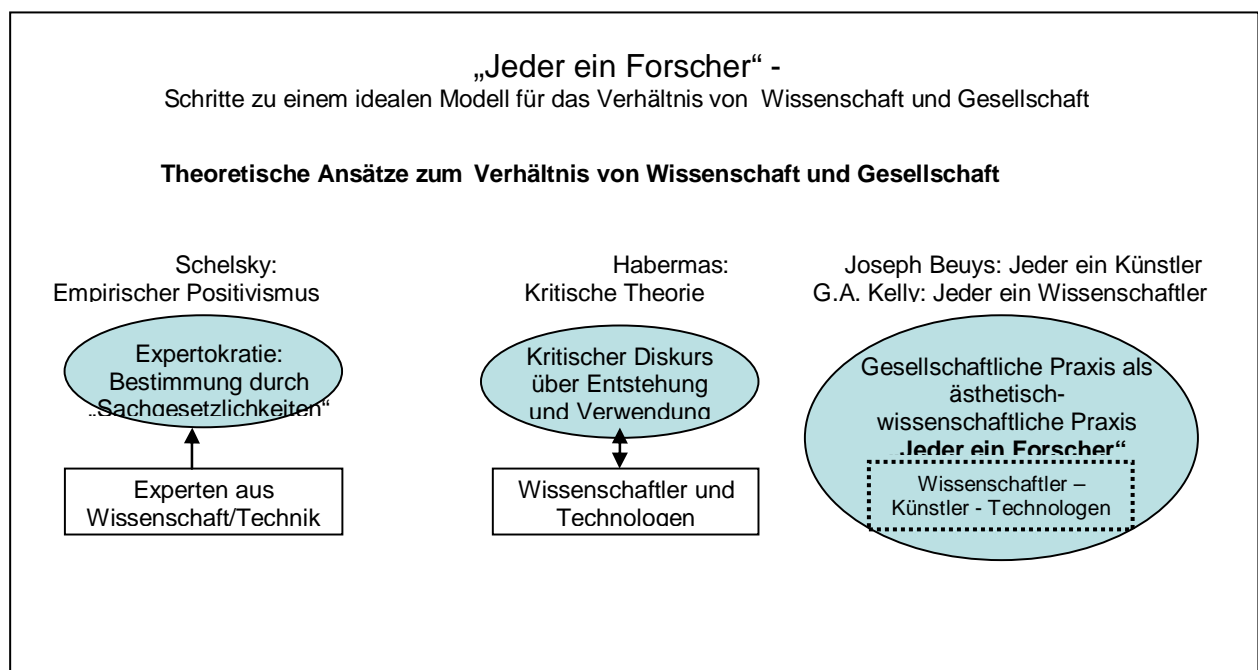 „Jeder ein Forscher“ -
Schritte zu einem idealen Modell für das Verhältnis von Wissenschaft und Gesellschaft
Theoretische Ansätze zum Verhältnis von Wissenschaft und Gesellschaft
Schelsky:
Empirischer Positivismus
Expertokratie:
Bestimmung durch
„Sachgesetzlichkeiten“
Experten aus
Wissenschaft/Technik
Habermas:
Kritische Theorie
Kritischer Diskurs
über Entstehung
und Verwendung
Wissenschaftler und
Technologen
Joseph Beuys: Jeder ein Künstler
G.A. Kelly: Jeder ein Wissenschaftler
Gesellschaftliche Praxis als
ästhetisch-
wissenschaftliche Praxis
„Jeder ein Forscher“
Wissenschaftler –
Künstler - Technologen